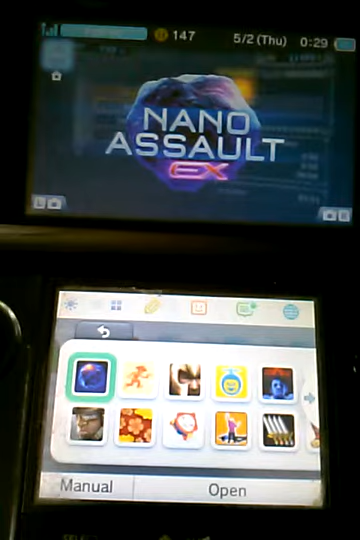 147 5/2 (Thu) 0:29
NANO
ASSAULT
EX
L
R
Manual
Open